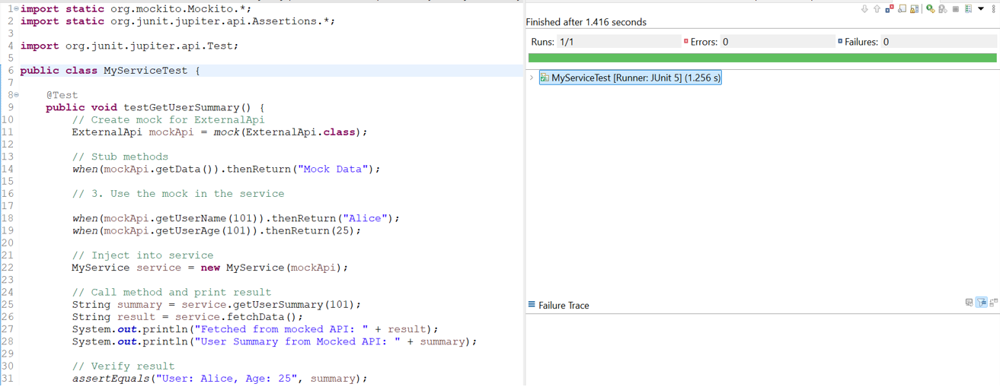 1 import static org.mockito.Mockito.*;
2 import static org.junit.jupiter.api.Assertions.*;
3
4 import org.junit.jupiter.api.Test;
5
6 public class MyServiceTest {
7
8     @Test
9     public void testGetUserSummary() {
10         // Create mock for ExternalApi
11         ExternalApi mockApi = mock(ExternalApi.class);
12
13         // Stub methods
14         when(mockApi.getData()).thenReturn("Mock Data");
15
16         // 3. Use the mock in the service
17
18         when(mockApi.getUserName(101)).thenReturn("Alice");
19         when(mockApi.getUserAge(101)).thenReturn(25);
20
21         // Inject into service
22         MyService service = new MyService(mockApi);
23
24         // Call method and print result
25         String summary = service.getUserSummary(101);
26         String result = service.fetchData();
27         System.out.println("Fetched from mocked API: " + result);
28         System.out.println("User Summary from Mocked API: " + summary);
29
30         // Verify result
31         assertEquals("User: Alice, Age: 25", summary);
Finished after 1.416 seconds
Runs: 1/1 Errors: 0 Failures: 0
MyServiceTest [Runner: JUnit 5] (1.256 s)
Failure Trace